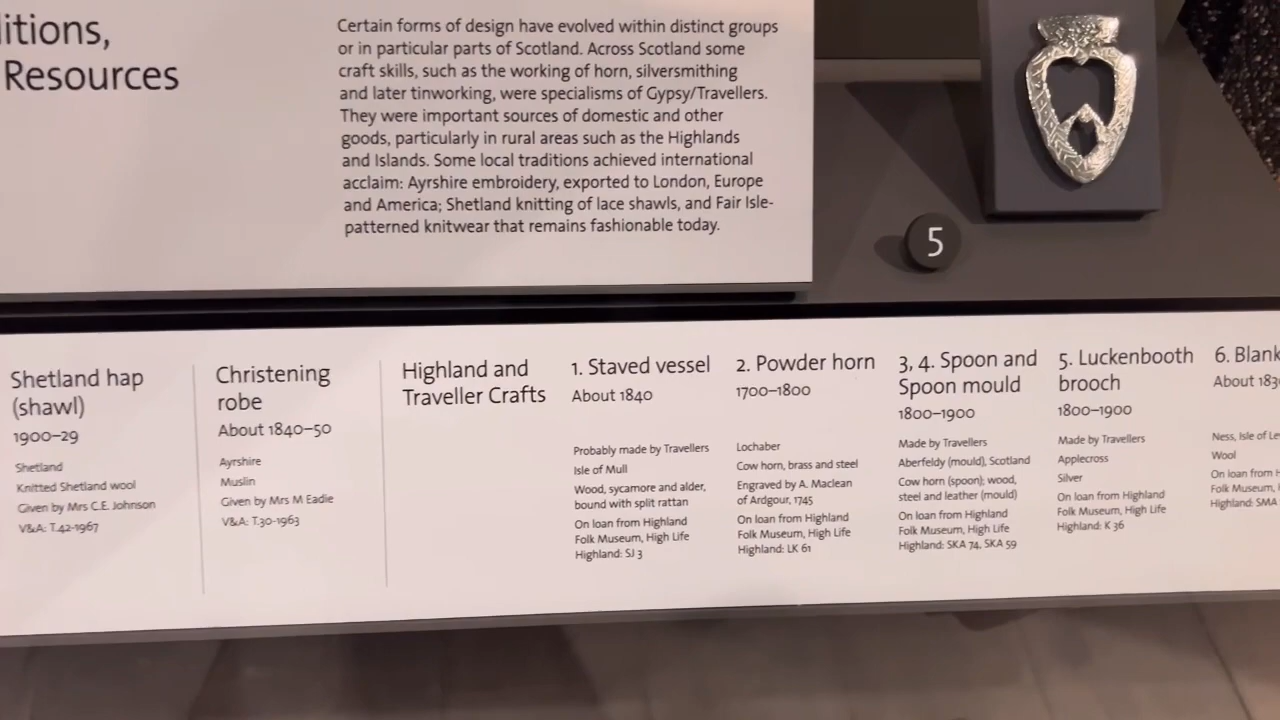 Resources
Certain forms of design have evolved within distinct groups
or in particular parts of Scotland. Across Scotland some
craft skills, such as the working of horn, silversmithing
and later tinworking, were specialisms of Gypsy/Travellers.
They were important sources of domestic and other
goods, particularly in rural areas such as the Highlands
and Islands. Some local traditions achieved international
acclaim: Ayrshire embroidery, exported to London, Europe
and America; Shetland knitting of lace shawls, and Fair Isle-
patterned knitwear that remains fashionable today.
5
Shetland hap
(shawl)
1900–29
Shetland
Knitted Shetland wool
Given by Mrs C.E. Johnson
V&A: T.42-1967
Christening
robe
About 1840–50
Ayrshire
Muslin
Given by Mrs M Eadie
V&A: T.30-1963
Highland and
Traveller Crafts
1. Staved vessel
About 1840
Probably made by Travellers
Isle of Mull
Wood, sycamore and alder,
bound with split rattan
On loan from Highland
Folk Museum, High Life
Highland: SJ 3
2. Powder horn
1700–1800
Lochaber
Cow horn, brass and steel
Engraved by A. Maclean
of Ardgour, 1745
On loan from Highland
Folk Museum, High Life
Highland: LK 61
3, 4. Spoon and
Spoon mould
1800–1900
Made by Travellers
Aberfeldy (mould), Scotland
Cow horn (spoon); wood,
steel and leather (mould)
On loan from Highland
Folk Museum, High Life
Highland: SKA 74, SKA 59
5. Luckenbooth
brooch
1800–1900
Made by Travellers
Applecross
Silver
On loan from Highland
Folk Museum, High Life
Highland: K 36
6. Blank
About 183
Ness, Isle of Le
Wool
On loan from
Folk Museum,
Highland: SMA